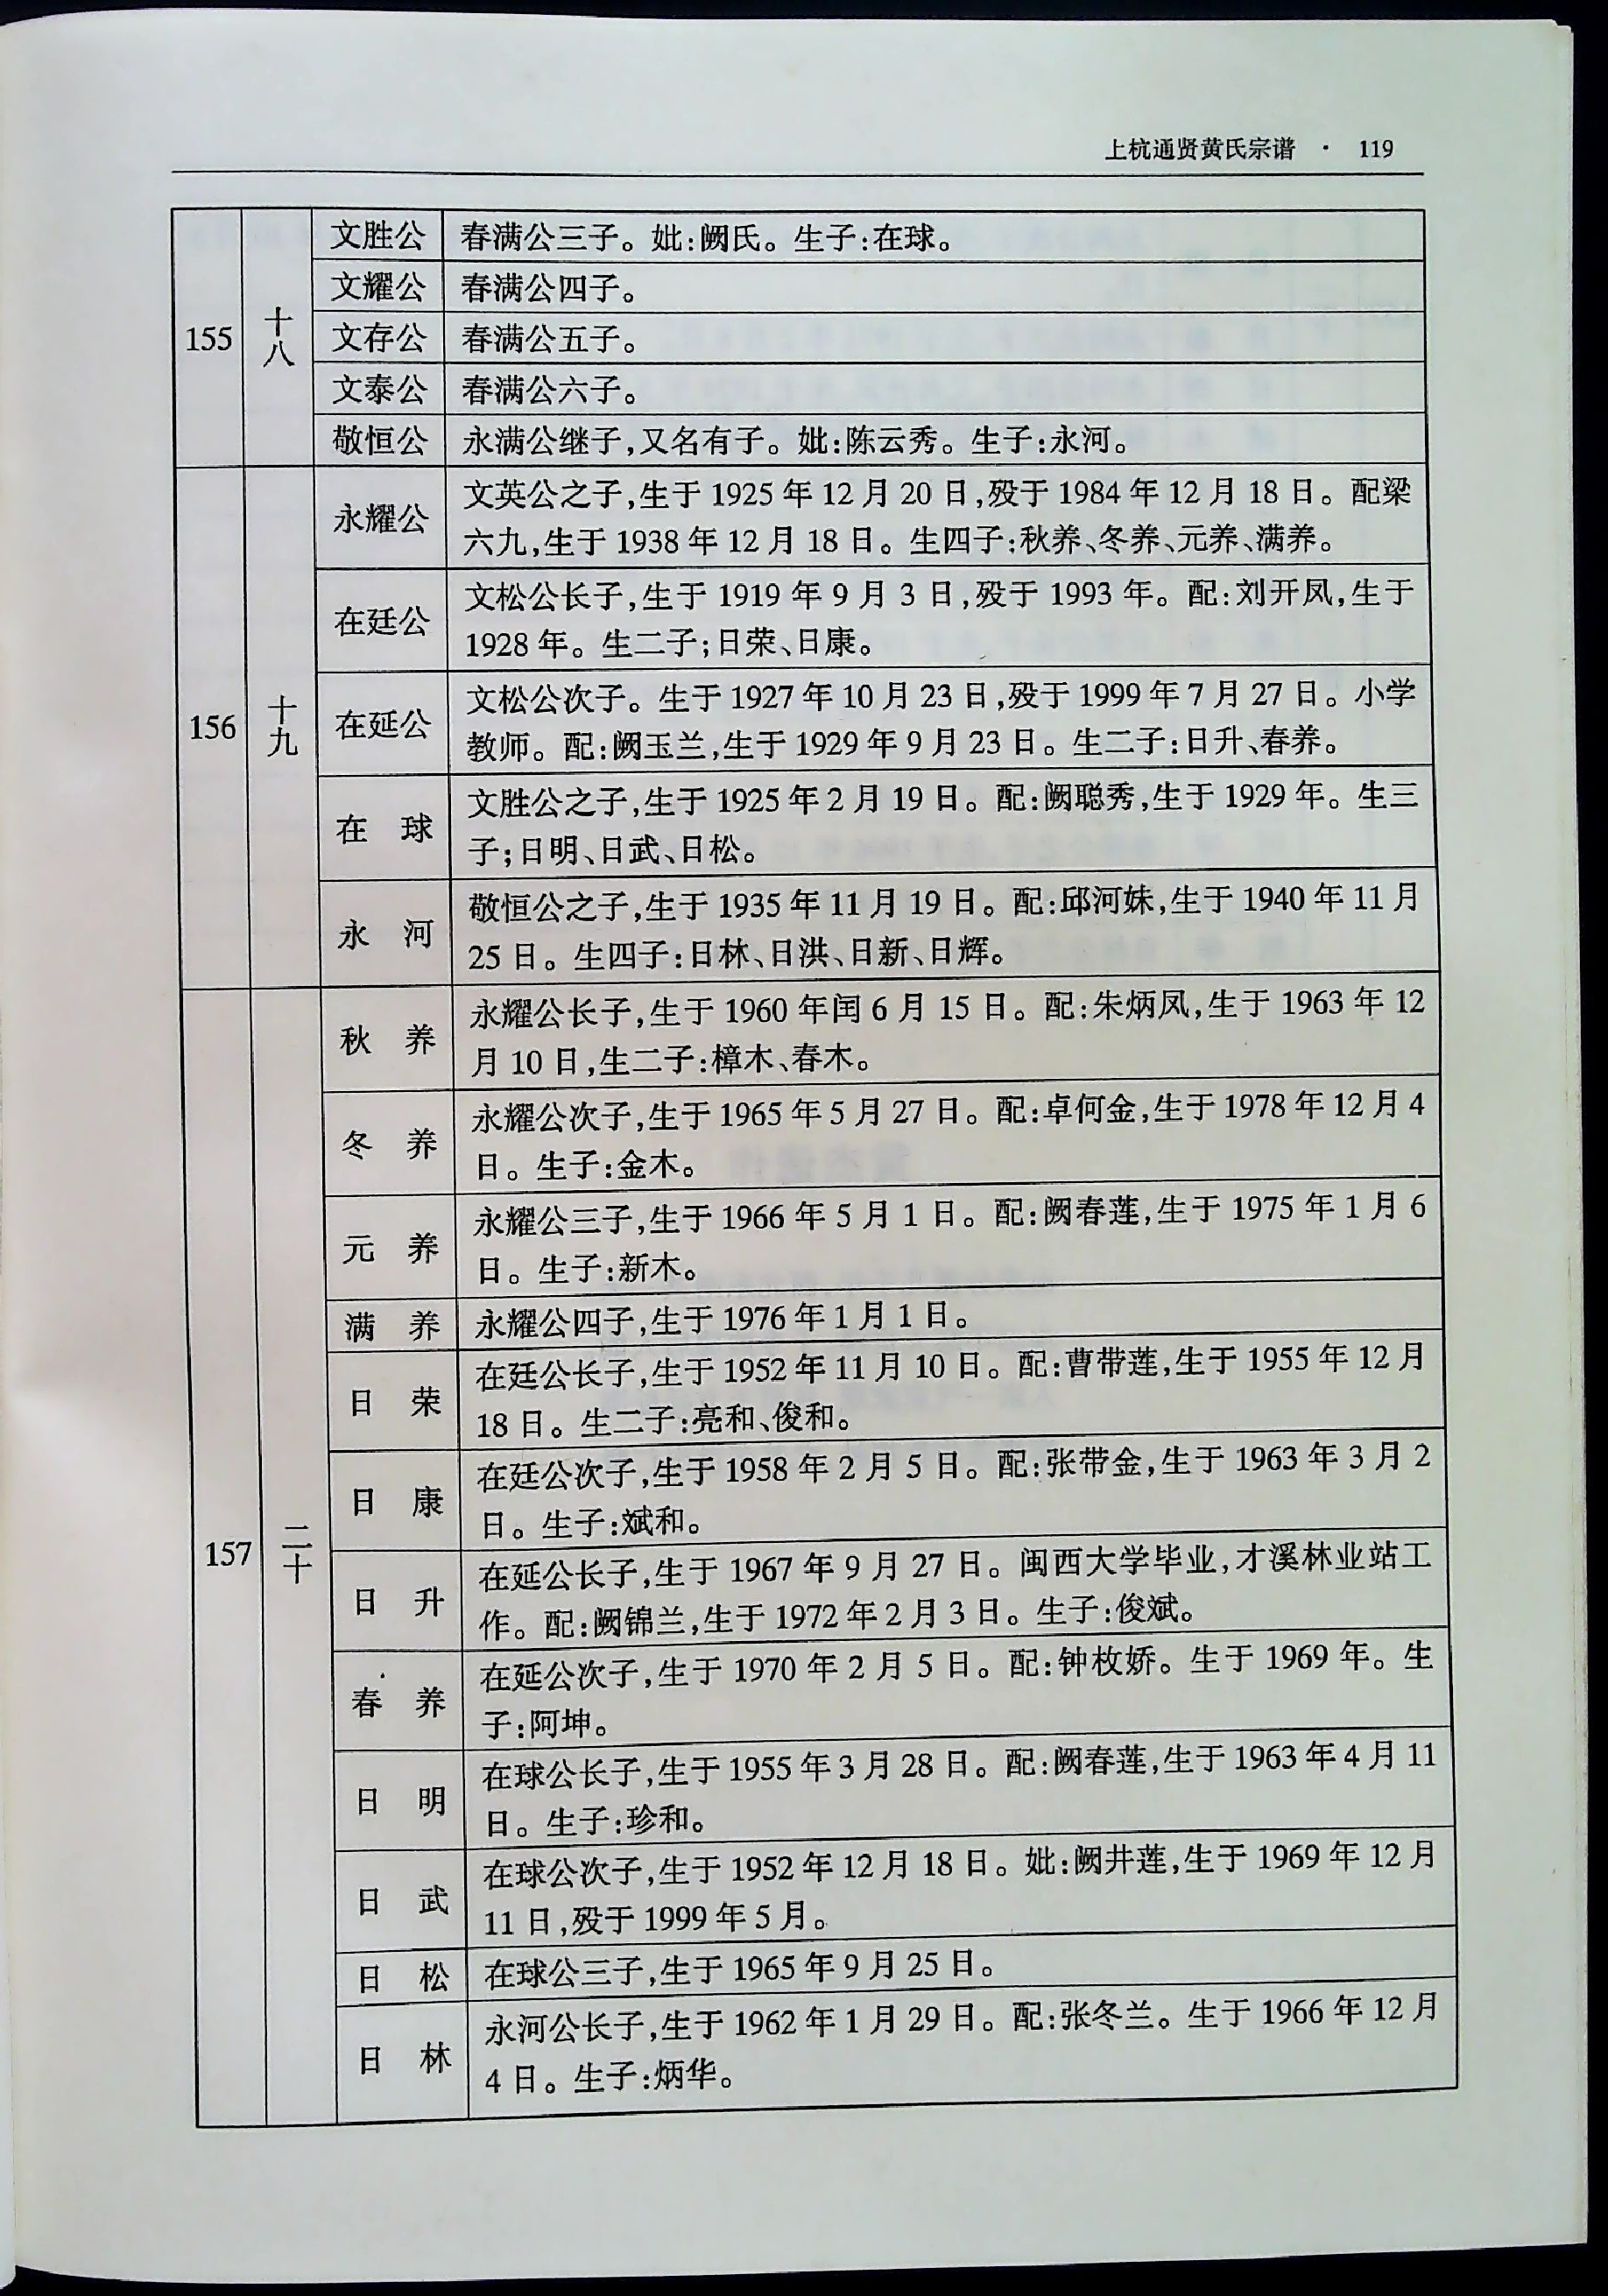 上杭通贤黄氏宗谱 · 119
155
十八
文胜公 春满公三子。妣:阙氏。生子:在球。
文耀公 春满公四子。
文存公 春满公五子。
文泰公 春满公六子。
敬恒公 永满公继子,又名有子。妣:陈云秀。生子:永河。
156
十九
永耀公 文英公之子,生于 1925 年 12 月 20 日,殁于 1984 年 12 月 18 日。配梁
六九,生于 1938 年 12 月 18 日。生四子:秋养、冬养、元养、满养。
在廷公 文松公长子,生于 1919 年 9 月 3 日,殁于 1993 年。配:刘开凤,生于
1928 年。生二子;日荣、日康。
在延公 文松公次子。生于 1927 年 10 月 23 日,殁于 1999 年 7 月 27 日。小学
教师。配:阙玉兰,生于 1929 年 9 月 23 日。生二子:日升、春养。
在球 文胜公之子,生于 1925 年 2 月 19 日。配:阙聪秀,生于 1929 年。生三
子;日明、日武、日松。
永河 敬恒公之子,生于 1935 年 11 月 19 日。配:邱河妹,生于 1940 年 11 月
25 日。生四子:日林、日洪、日新、日辉。
157
二十
秋养 永耀公长子,生于 1960 年闰 6 月 15 日。配:朱炳凤,生于 1963 年 12
月 10 日,生二子:樟木、春木。
冬养 永耀公次子,生于 1965 年 5 月 27 日。配:卓何金,生于 1978 年 12 月 4
日。生子:金木。
元养 永耀公三子,生于 1966 年 5 月 1 日。配:阙春莲,生于 1975 年 1 月 6
日。生子:新木。
满养 永耀公四子,生于 1976 年 1 月 1 日。
日荣 在廷公长子,生于 1952 年 11 月 10 日。配:曹带莲,生于 1955 年 12 月
18 日。生二子:亮和、俊和。
日康 在廷公次子,生于 1958 年 2 月 5 日。配:张带金,生于 1963 年 3 月 2
日。生子:斌和。
日升 在延公长子,生于 1967 年 9 月 27 日。闽西大学毕业,才溪林业站工
作。配:阙锦兰,生于 1972 年 2 月 3 日。生子:俊斌。
春养 在延公次子,生于 1970 年 2 月 5 日。配:钟枚娇。生于 1969 年。生
子:阿坤。
日明 在球公长子,生于 1955 年 3 月 28 日。配:阙春莲,生于 1963 年 4 月 11
日。生子:珍和。
日武 在球公次子,生于 1952 年 12 月 18 日。妣:阙井莲,生于 1969 年 12 月
11 日,殁于 1999 年 5 月。
日松 在球公三子,生于 1965 年 9 月 25 日。
日林 永河公长子,生于 1962 年 1 月 29 日。配:张冬兰。生于 1966 年 12 月
4 日。生子:炳华。